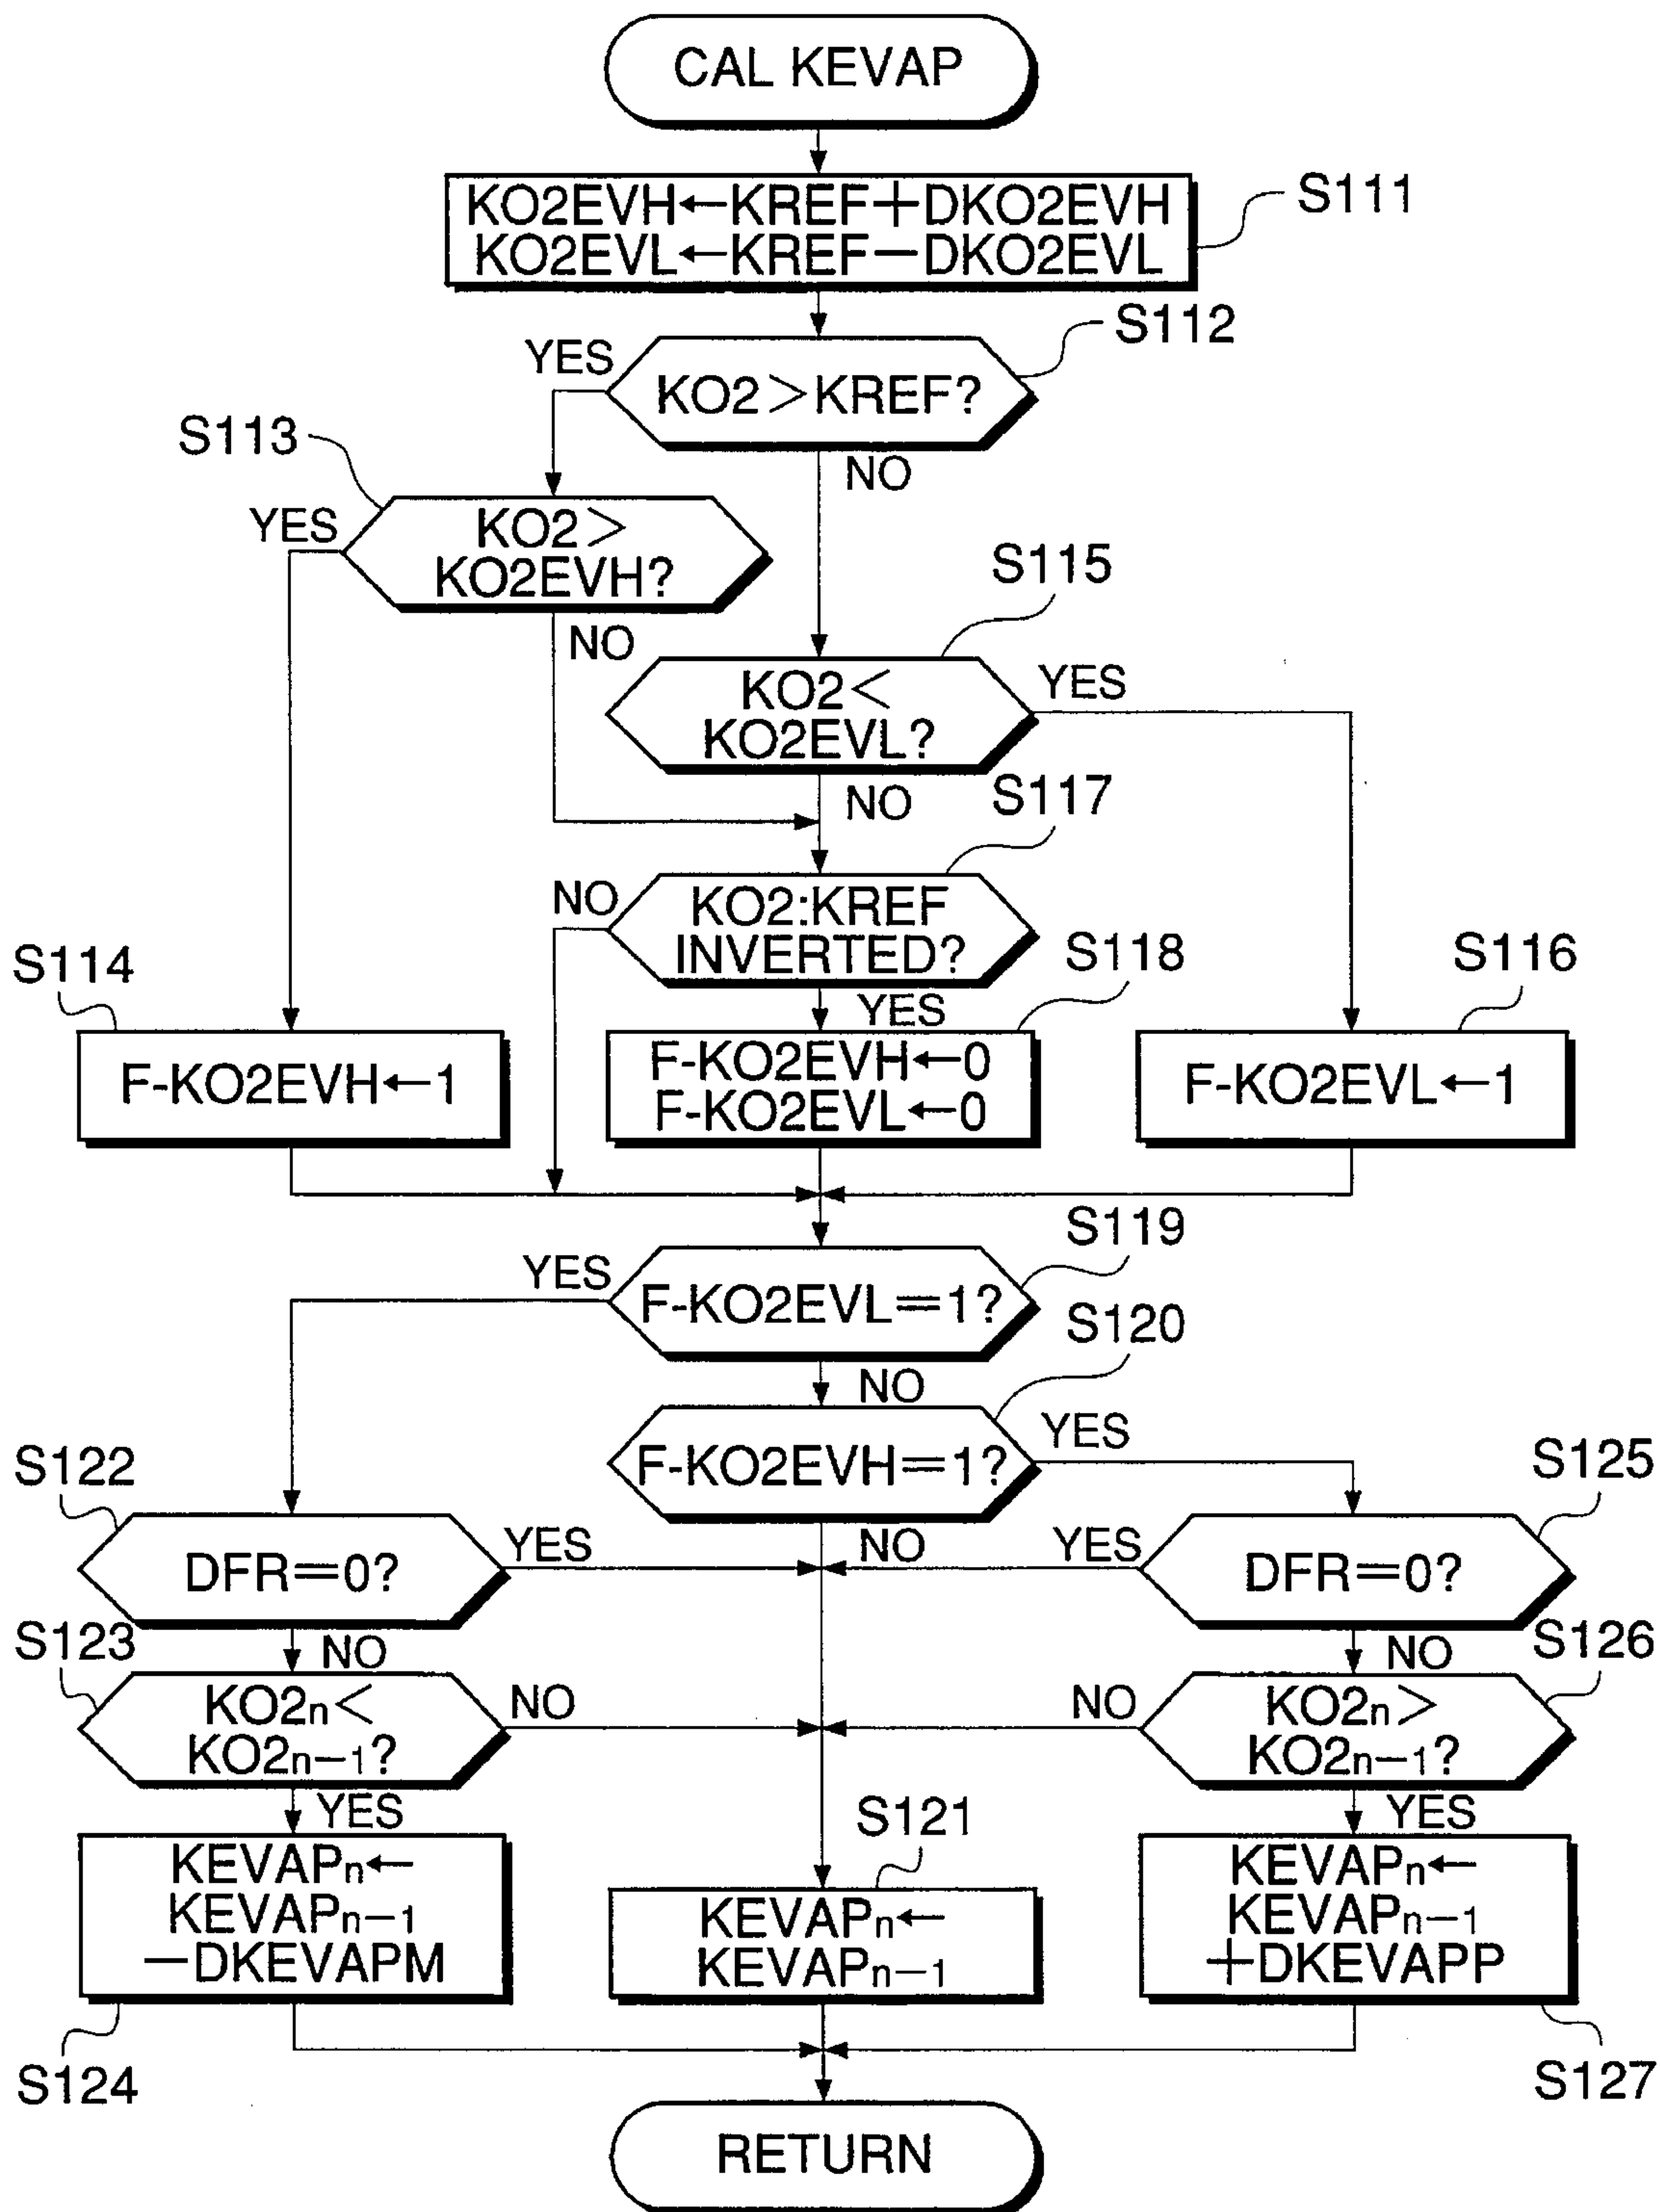 CAL KEVAP
KO2EVH←KREF+DKO2EVH
KO2EVL←KREF−DKO2EVL
S111
S112
YES
KO2>KREF?
NO
S113
YES
KO2>
KO2EVH?
NO
S115
KO2<
KO2EVL?
YES
NO
S117
NO
KO2:KREF
INVERTED?
YES
S114
F-KO2EVH←1
S118
F-KO2EVH←0
F-KO2EVL←0
S116
F-KO2EVL←1
S119
YES
F-KO2EVL=1?
NO
S120
F-KO2EVH=1?
YES
NO
S122
DFR=0?
YES
NO
S125
YES
DFR=0?
NO
S123
KO2n<
KO2n−1?
NO
YES
S126
NO
KO2n>
KO2n−1?
YES
KEVAPn←
KEVAPn−1
−DKEVAPM
S124
S121
KEVAPn←
KEVAPn−1
KEVAPn←
KEVAPn−1
+DKEVAPP
S127
RETURN